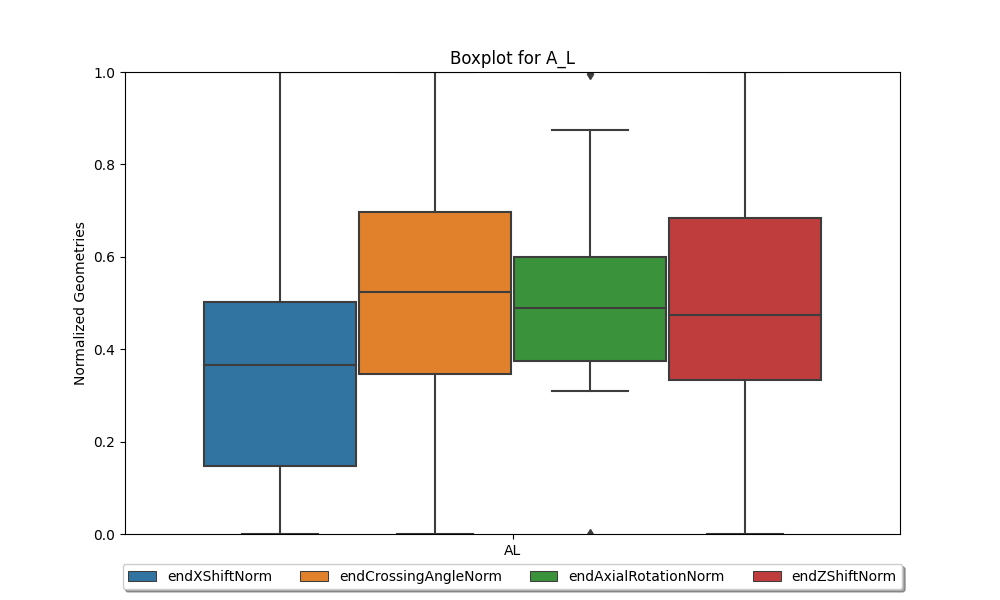 Boxplot for A_L
Normalized Geometries
1.0
0.8
0.6
0.4
0.2
0.0
AL
endXShiftNorm endCrossingAngleNorm endAxialRotationNorm endZShiftNorm